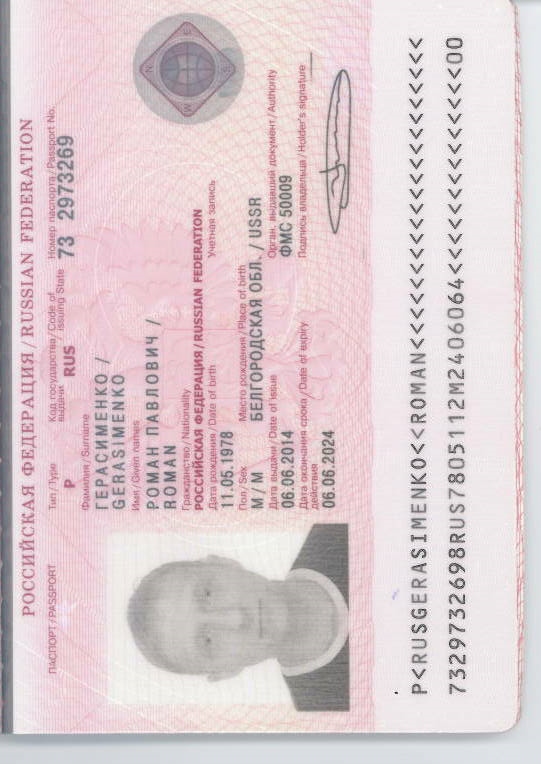 РОССИЙСКАЯ ФЕДЕРАЦИЯ / RUSSIAN FEDERATION
ПАСПОРТ / PASSPORT
Тип / Type
Код государства / Code of
выдачи issuing State
Номер паспорта / Passport No.
P
RUS
73 2973269
Фамилия / Surname
ГЕРАСИМЕНКО /
GERASIMENKO
Имя / Given names
РОМАН ПАВЛОВИЧ /
ROMAN
Гражданство / Nationality
РОССИЙСКАЯ ФЕДЕРАЦИЯ / RUSSIAN FEDERATION
Дата рождения / Date of birth
Учетная запись
11.05.1978
Пол / Sex
Место рождения / Place of birth
М / M
БЕЛГОРОДСКАЯ ОБЛ. / USSR
Дата выдачи / Date of issue
Орган, выдавший документ / Authority
06.06.2014
ФМС 50009
Дата окончания срока / Date of expiry
действия
Подпись владельца / Holder's signature
06.06.2024
N
E
S
W
P<RUSGERASIMENKO<<ROMAN<<<<<<<<<<<<<<<<<<<<<
7329732698RUS7805112M2406064<<<<<<<<<<<<<<00